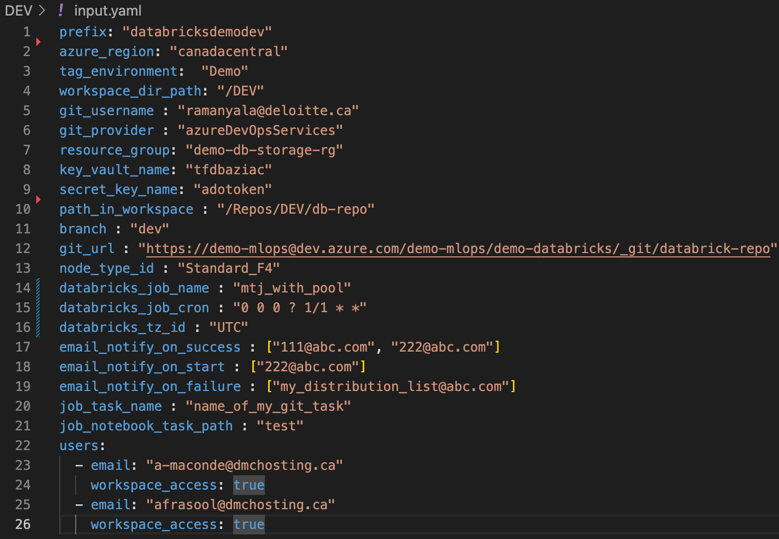 DEV > ! input.yaml
1 prefix: "databricksdemodev"
2 azure_region: "canadacentral"
3 tag_environment:  "Demo"
4 workspace_dir_path: "/DEV"
5 git_username : "ramanyala@deloitte.ca"
6 git_provider : "azureDevOpsServices"
7 resource_group: "demo-db-storage-rg"
8 key_vault_name: "tfdbaziac"
9 secret_key_name: "adotoken"
10 path_in_workspace : "/Repos/DEV/db-repo"
11 branch : "dev"
12 git_url : "https://demo-mlops@dev.azure.com/demo-mlops/demo-databricks/_git/databrick-repo"
13 node_type_id : "Standard_F4"
14 databricks_job_name : "mtj_with_pool"
15 databricks_job_cron : "0 0 0 ? 1/1 * *"
16 databricks_tz_id : "UTC"
17 email_notify_on_success : ["111@abc.com", "222@abc.com"]
18 email_notify_on_start : ["222@abc.com"]
19 email_notify_on_failure : ["my_distribution_list@abc.com"]
20 job_task_name : "name_of_my_git_task"
21 job_notebook_task_path : "test"
22 users:
23   - email: "a-maconde@dmchosting.ca"
24     workspace_access: true
25   - email: "afrasool@dmchosting.ca"
26     workspace_access: true